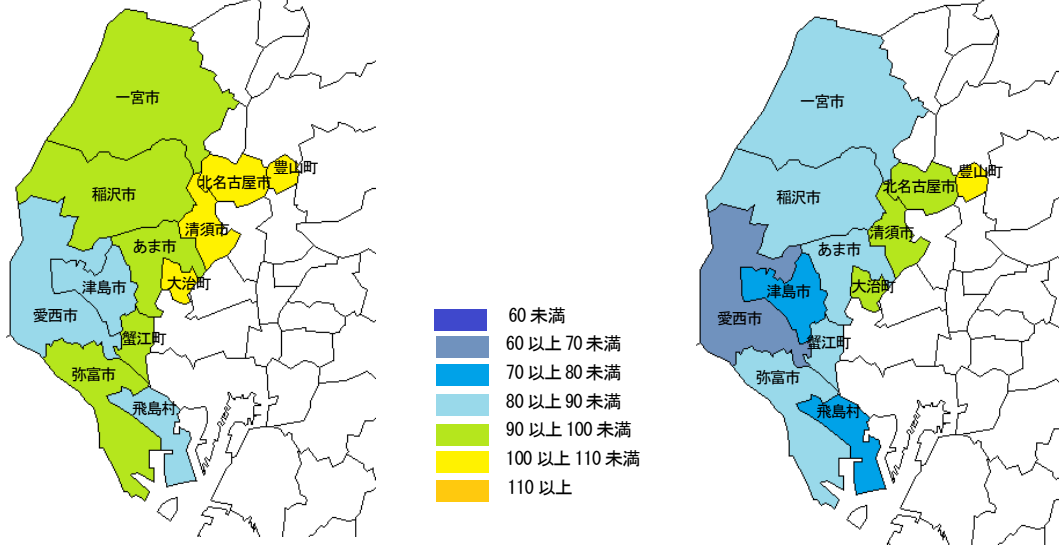 一宮市
豊山町
北名古屋市
稲沢市
清須市
あま市
大治町
津島市
愛西市
蟹江町
弥富市
飛島村
60 未満
60 以上 70 未満
70 以上 80 未満
80 以上 90 未満
90 以上 100 未満
100 以上 110 未満
110 以上
一宮市
豊山町
北名古屋市
稲沢市
清須市
あま市
大治町
津島市
愛西市
蟹江町
弥富市
飛島村